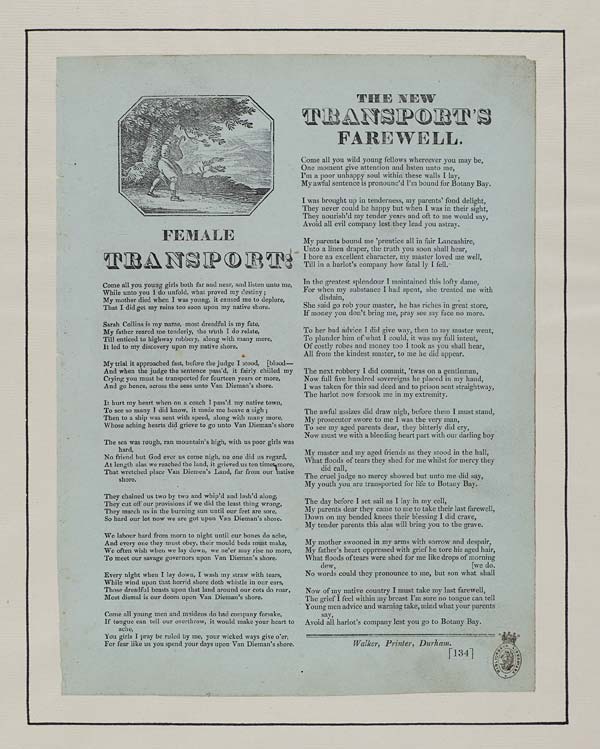 FEMALE
TRANSPORT!
Come all you young girls both far and near, and listen unto me,
While unto you I do unfold, what proved my destiny;
My mother died when I was young, it caused me to deplore,
That I did get my reins too soon upon my native shore.
Sarah Collins is my name, most dreadful is my fate,
My father reared me tenderly, the truth I do relate,
Till enticed to highway robbery, along with many more,
It led to my discovery upon my native shore.
My trial it approached fast, before the judge I stood, [blood—
And when the judge the sentence pass'd, it fairly chilled my
Crying you must be transported for fourteen years or more,
And go hence, across the seas unto Van Dieman's shore.
It hurt my heart when on a coach I pass'd my native town,
To see so many I did know, it made me heave a sigh;
Then to a ship was sent with speed, along with many more,
Whose aching hearts did grieve to go unto Van Dieman's shore
The sea was rough, ran mountain's high, with us poor girls was
hard,
No friend but God ever us come nigh, no one did us regard,
At length alas we reached the land, it grieved us ten times more,
That wretched place Van Diemen's Land, far from our native
shore.
They chained us two by two and whip'd and lash'd along,
They cut off our provisions if we did the least thing wrong,
They march us in the burning sun until our feet are sore,
So hard our lot now we are got upon Van Dieman's shore.
We labour hard from morn to night until our bones do ache,
And every one they must obey, their mould beds must make,
We often wish when we lay down, we ne'er may rise no more,
To meet our savage governors upon Van Dieman's shore.
Every night when I lay down, I wash my straw with tears,
While wind upon that horrid shore doth whistle in our ears,
Those dreadful beasts upon that land around our cots do roar,
Most dismal is our doom upon Van Dieman's shore.
Come all young men and maidens do bad company forsake,
If tongue can tell our overthrow, it would make your heart to
ache,
You girls I pray be ruled by me, your wicked ways give o'er,
For fear like us you spend your days upon Van Dieman's shore.
THE NEW
TRANSPORT'S
FAREWELL.
Come all you wild young fellows whereever you may be,
One moment give attention and listen unto me,
I'm a poor unhappy soul within these walls I lay,
My awful sentence is pronounc'd I'm bound for Botany Bay.
I was brought up in tenderness, my parents' fond delight,
They never could be happy but when I was in their sight,
They nourish'd my tender years and oft to me would say,
Avoid all evil company lest they lead you astray.
My parents bound me 'prentice all in fair Lancashire,
Unto a linen draper, the truth you soon shall hear,
I bore an excellent character, my master loved me well,
Till in a harlot's company how fatally I fell.
In the greatest splendour I maintained this lofty dame,
For when my substance I had spent, she treated me with
disdain,
She said go rob your master, he has riches in great store,
If money you don't bring me, pray see my face no more.
To her bad advice I did give way, then to my master went,
To plunder him of what I could, it was my full intent,
Of costly robes and money too I took as you shall hear,
All from the kindest master, to me he did appear.
The next robbery I did commit, 'twas on a gentleman,
Now full five hundred sovereigns he placed in my hand,
I was taken for this sad deed and to prison sent straightway,
The harlot now forsook me in my extremity.
The awful assizes did draw nigh, before them I must stand,
My prosecutor swore to me I was the very man,
To see my aged parents dear, they bitterly did cry,
Now must we with a bleeding heart part with our darling boy
My master and my aged friends as they stood in the hall,
What floods of tears they shed for me whilst for mercy they
did call,
The cruel judge no mercy showed but unto me did say,
My youth you are transported for life to Botany Bay.
The day before I set sail as I lay in my cell,
My parents dear they came to me to take their last farewell,
Down on my bended knees their blessing I did crave,
My tender parents this alas will bring you to the grave.
My mother swooned in my arms with sorrow and despair,
My father's heart oppressed with grief he tore his aged hair,
What floods of tears were shed for me like drops of morning
dew, [we do.
No words could they pronounce to me, but son what shall
Now of my native country I must take my last farewell,
The grief I feel within my breast I'm sure no tongue can tell
Young men advice and warning take, mind what your parents
say,
Avoid all harlot's company lest you go to Botany Bay.
Walker, Printer, Durham.
[134]